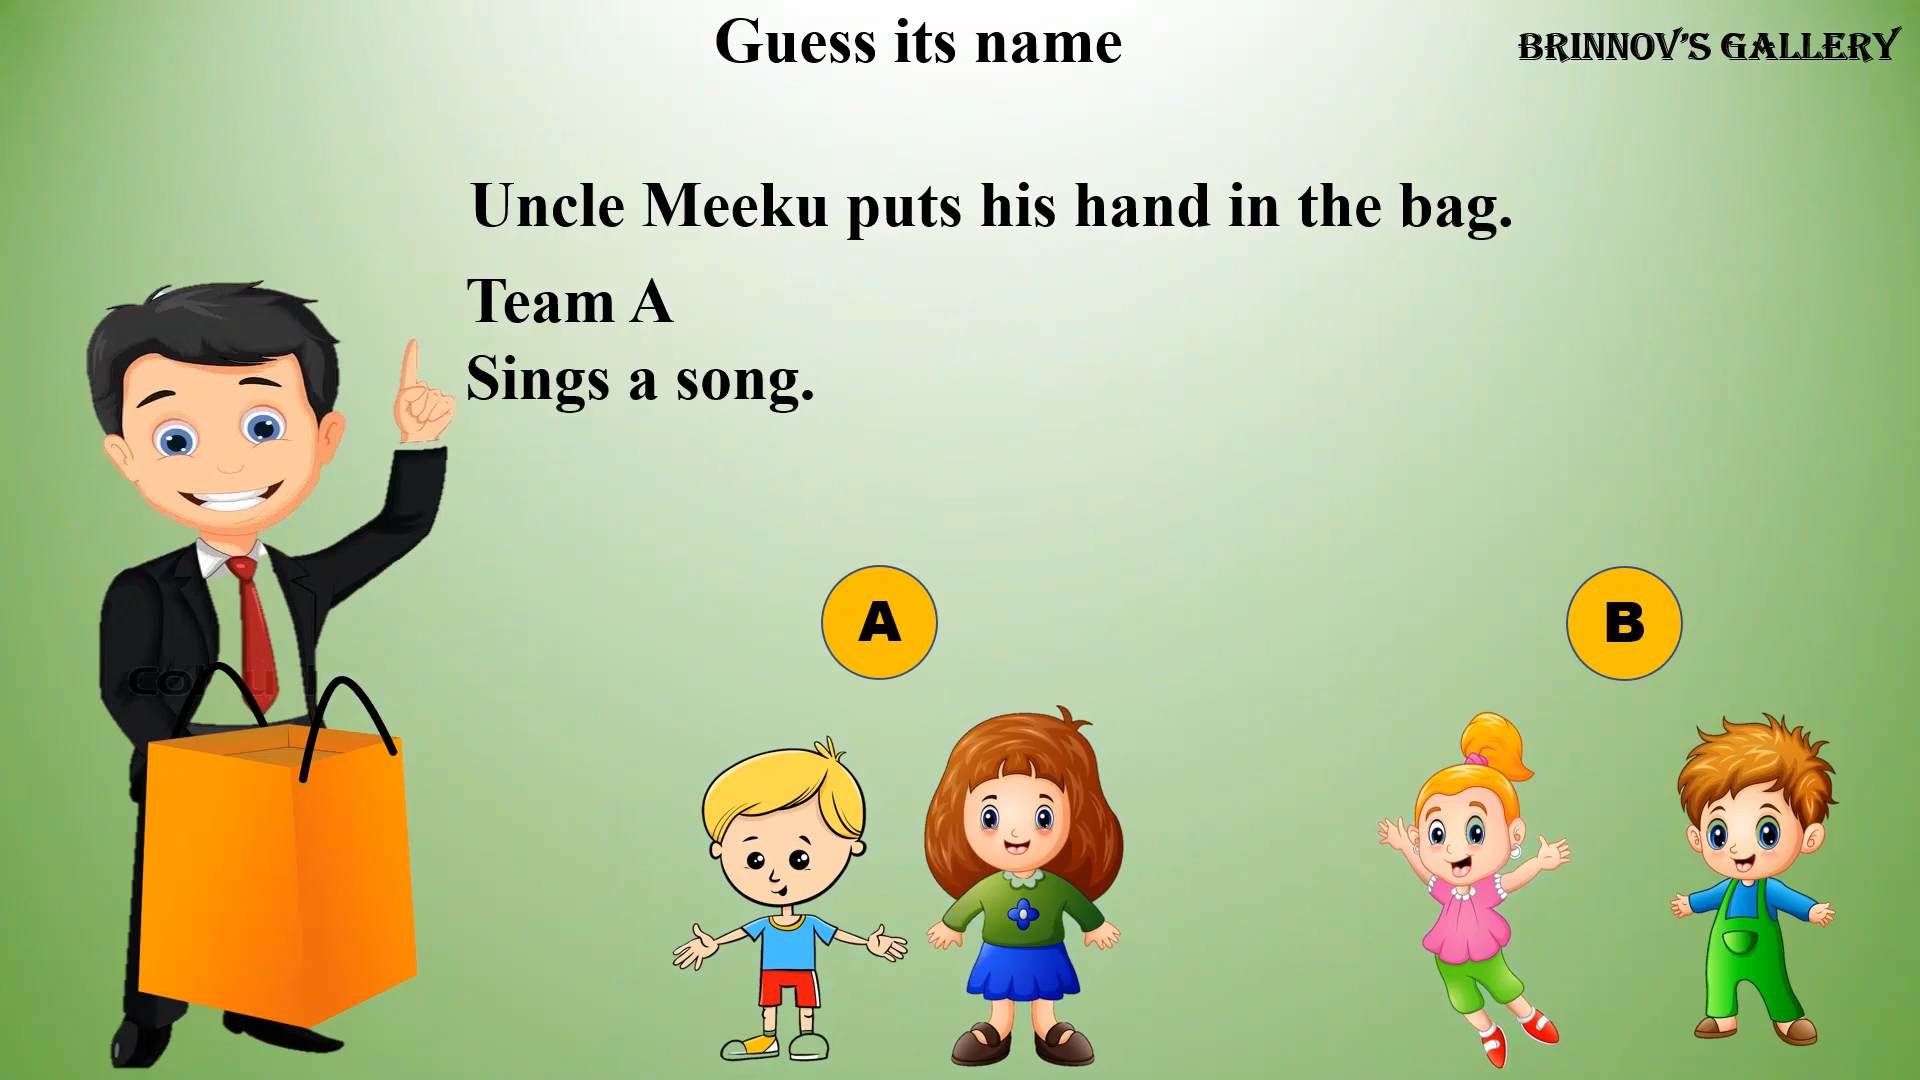 Guess its name
BRINNOV'S GALLERY
Uncle Meeku puts his hand in the bag.
Team A
Sings a song.
A
B